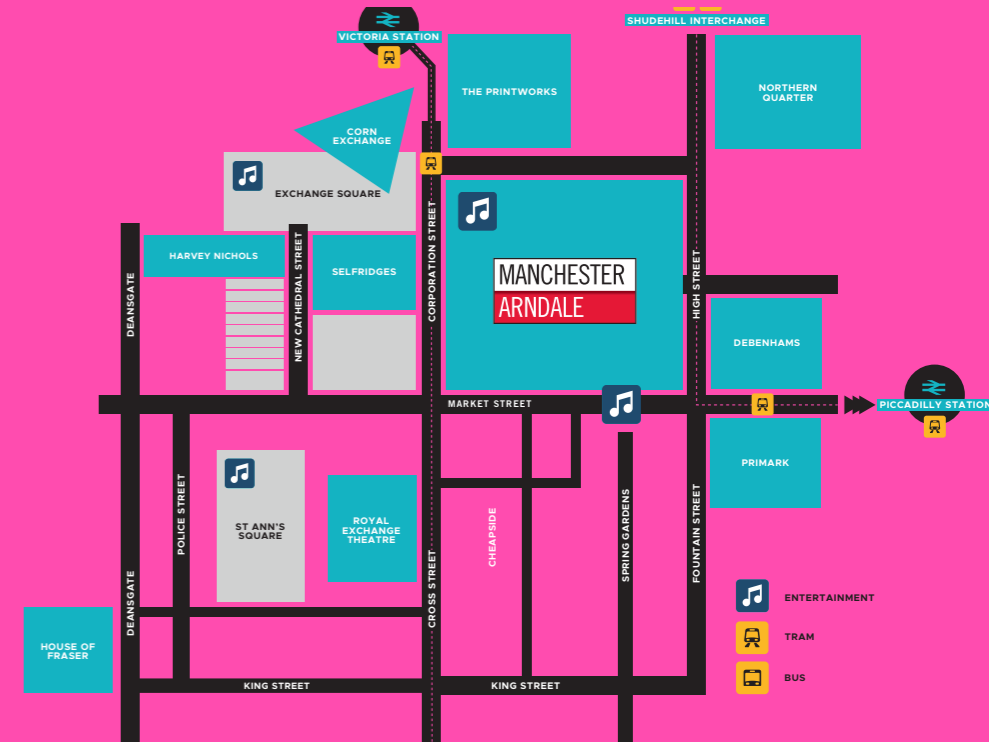 SHUDEHILL INTERCHANGE
VICTORIA STATION
THE PRINTWORKS
NORTHERN
QUARTER
CORN
EXCHANGE
EXCHANGE SQUARE
HARVEY NICHOLS
SELFRIDGES
DEANSGATE
NEW CATHEDRAL STREET
CORPORATION STREET
MANCHESTER
ARNDALE
HIGH STREET
DEBENHAMS
MARKET STREET
PICCADILLY STATION
PRIMARK
POLICE STREET
ST ANN'S
SQUARE
ROYAL
EXCHANGE
THEATRE
CHEAPSIDE
SPRING GARDENS
FOUNTAIN STREET
DEANSGATE
CROSS STREET
HOUSE OF
FRASER
KING STREET
KING STREET
ENTERTAINMENT
TRAM
BUS